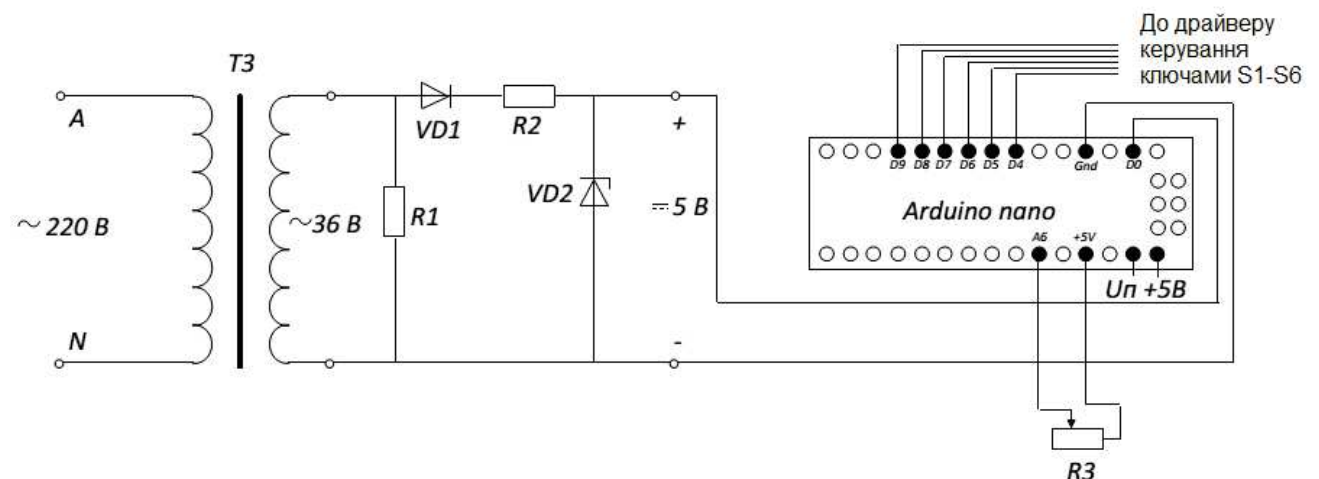 До драйверу
керування
ключами S1-S6
T3
A
VD1
R2
+
D9 D8 D7 D6 D5 D4 Gnd D0
~ 220 В
R1
~36 В
VD2
= 5 В
Arduino nano
A6 +5V
Uп +5В
N
-
R3